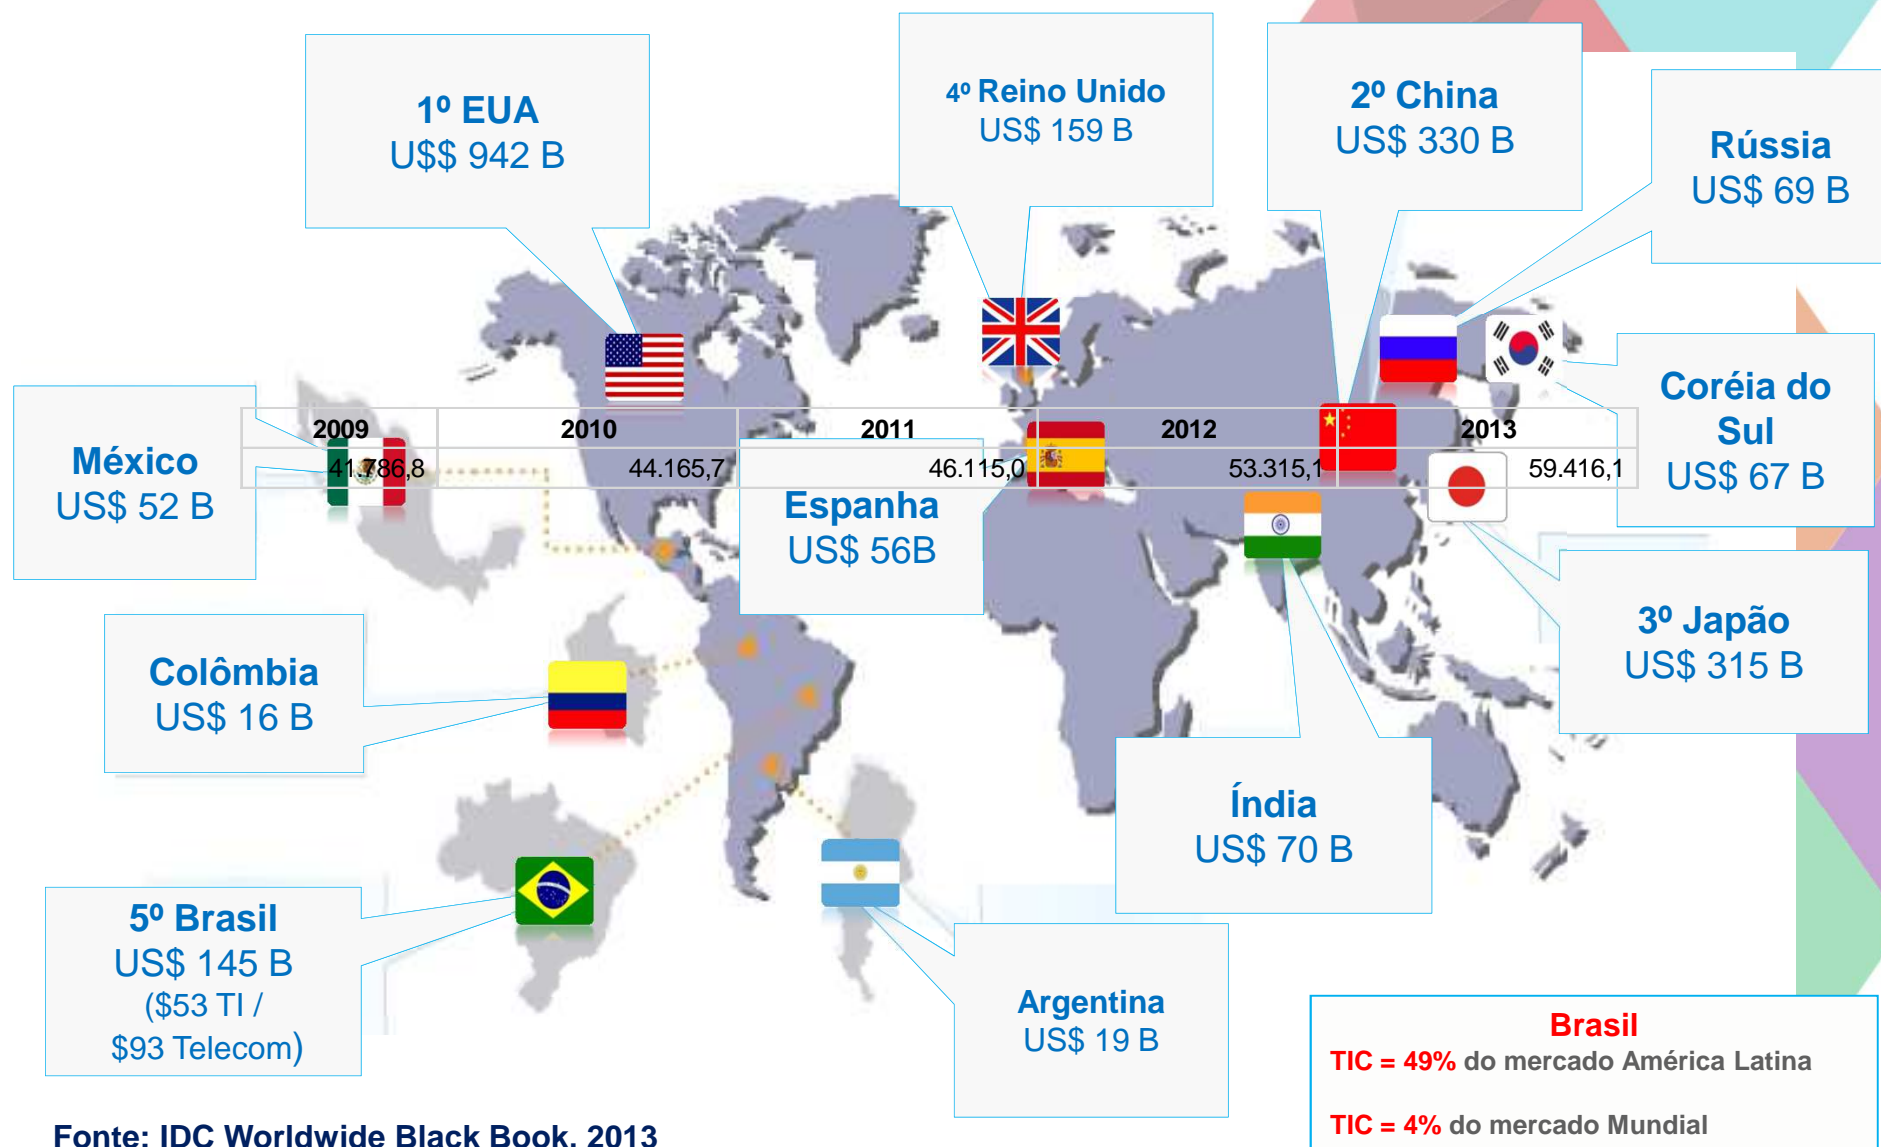 1º EUA
U$$ 942 B
4º Reino Unido
US$ 159 B
2º China
US$ 330 B
Rússia
US$ 69 B
México
US$ 52 B
2009 2010 2011 2012 2013
41.786,8 44.165,7 46.115,0 53.315,1 59.416,1
Espanha
US$ 56B
Coréia do
Sul
US$ 67 B
Colômbia
US$ 16 B
3º Japão
US$ 315 B
Índia
US$ 70 B
5º Brasil
US$ 145 B
($53 TI /
$93 Telecom)
Argentina
US$ 19 B
Brasil
TIC = 49% do mercado América Latina
TIC = 4% do mercado Mundial
Fonte: IDC Worldwide Black Book, 2013